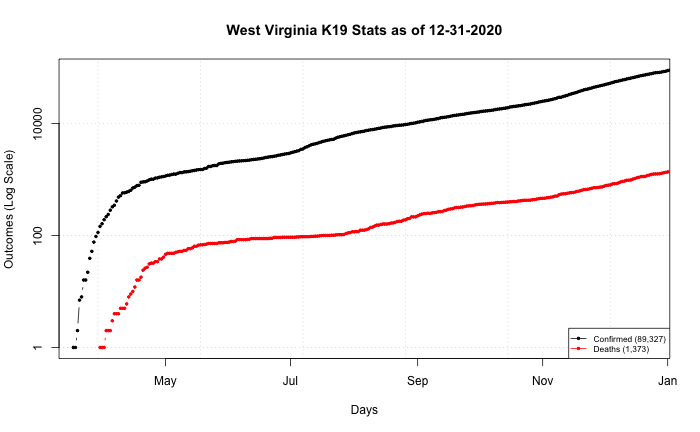 West Virginia K19 Stats as of 12-31-2020
Outcomes (Log Scale)
10000
100
1
Confirmed (89,327)
Deaths (1,373)
May Jul Sep Nov Jan
Days